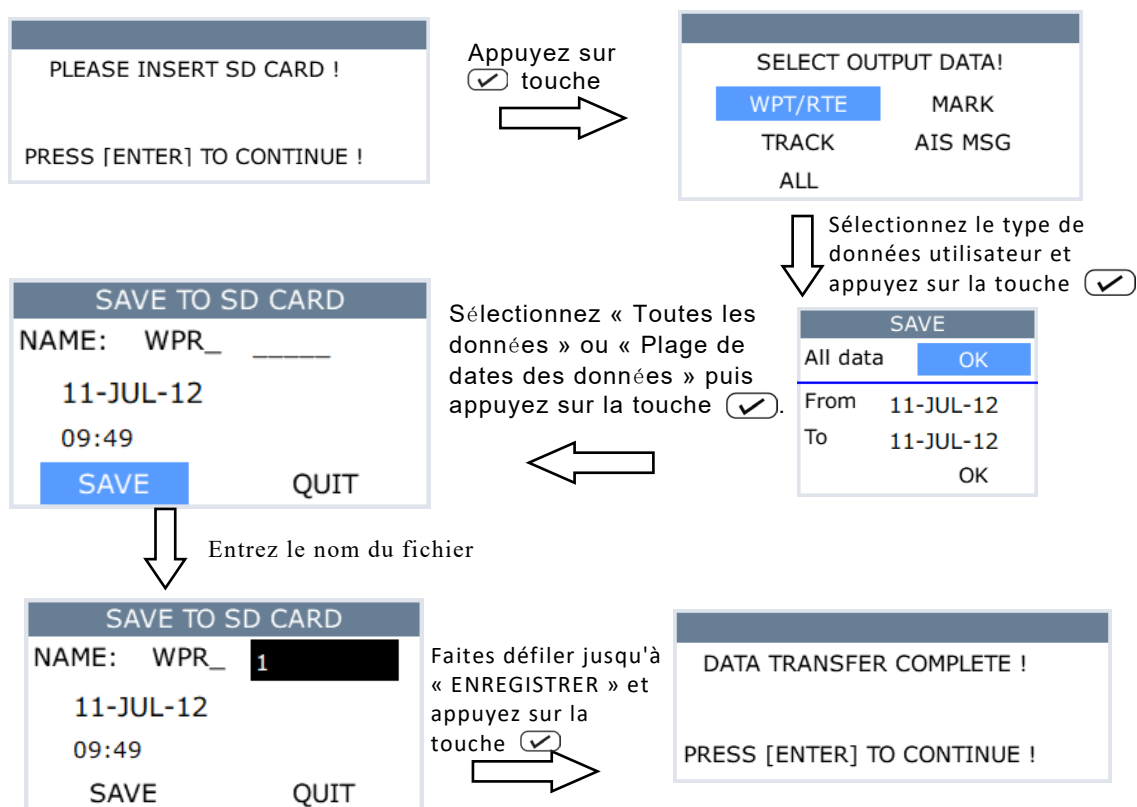 PLEASE INSERT SD CARD !
PRESS [ENTER] TO CONTINUE !
Appuyez sur
touche
SELECT OUTPUT DATA!
WPT/RTE MARK
TRACK AIS MSG
ALL
Sélectionnez le type de
données utilisateur et
appuyez sur la touche
SAVE
All data OK
From 11-JUL-12
To 11-JUL-12
OK
Sélectionnez « Toutes les
données » ou « Plage de
dates des données » puis
appuyez sur la touche .
SAVE TO SD CARD
NAME: WPR_ _____
11-JUL-12
09:49
SAVE QUIT
Entrez le nom du fichier
SAVE TO SD CARD
NAME: WPR_ 1
11-JUL-12
09:49
SAVE QUIT
Faites défiler jusqu'à
« ENREGISTRER » et
appuyez sur la
touche
DATA TRANSFER COMPLETE !
PRESS [ENTER] TO CONTINUE !